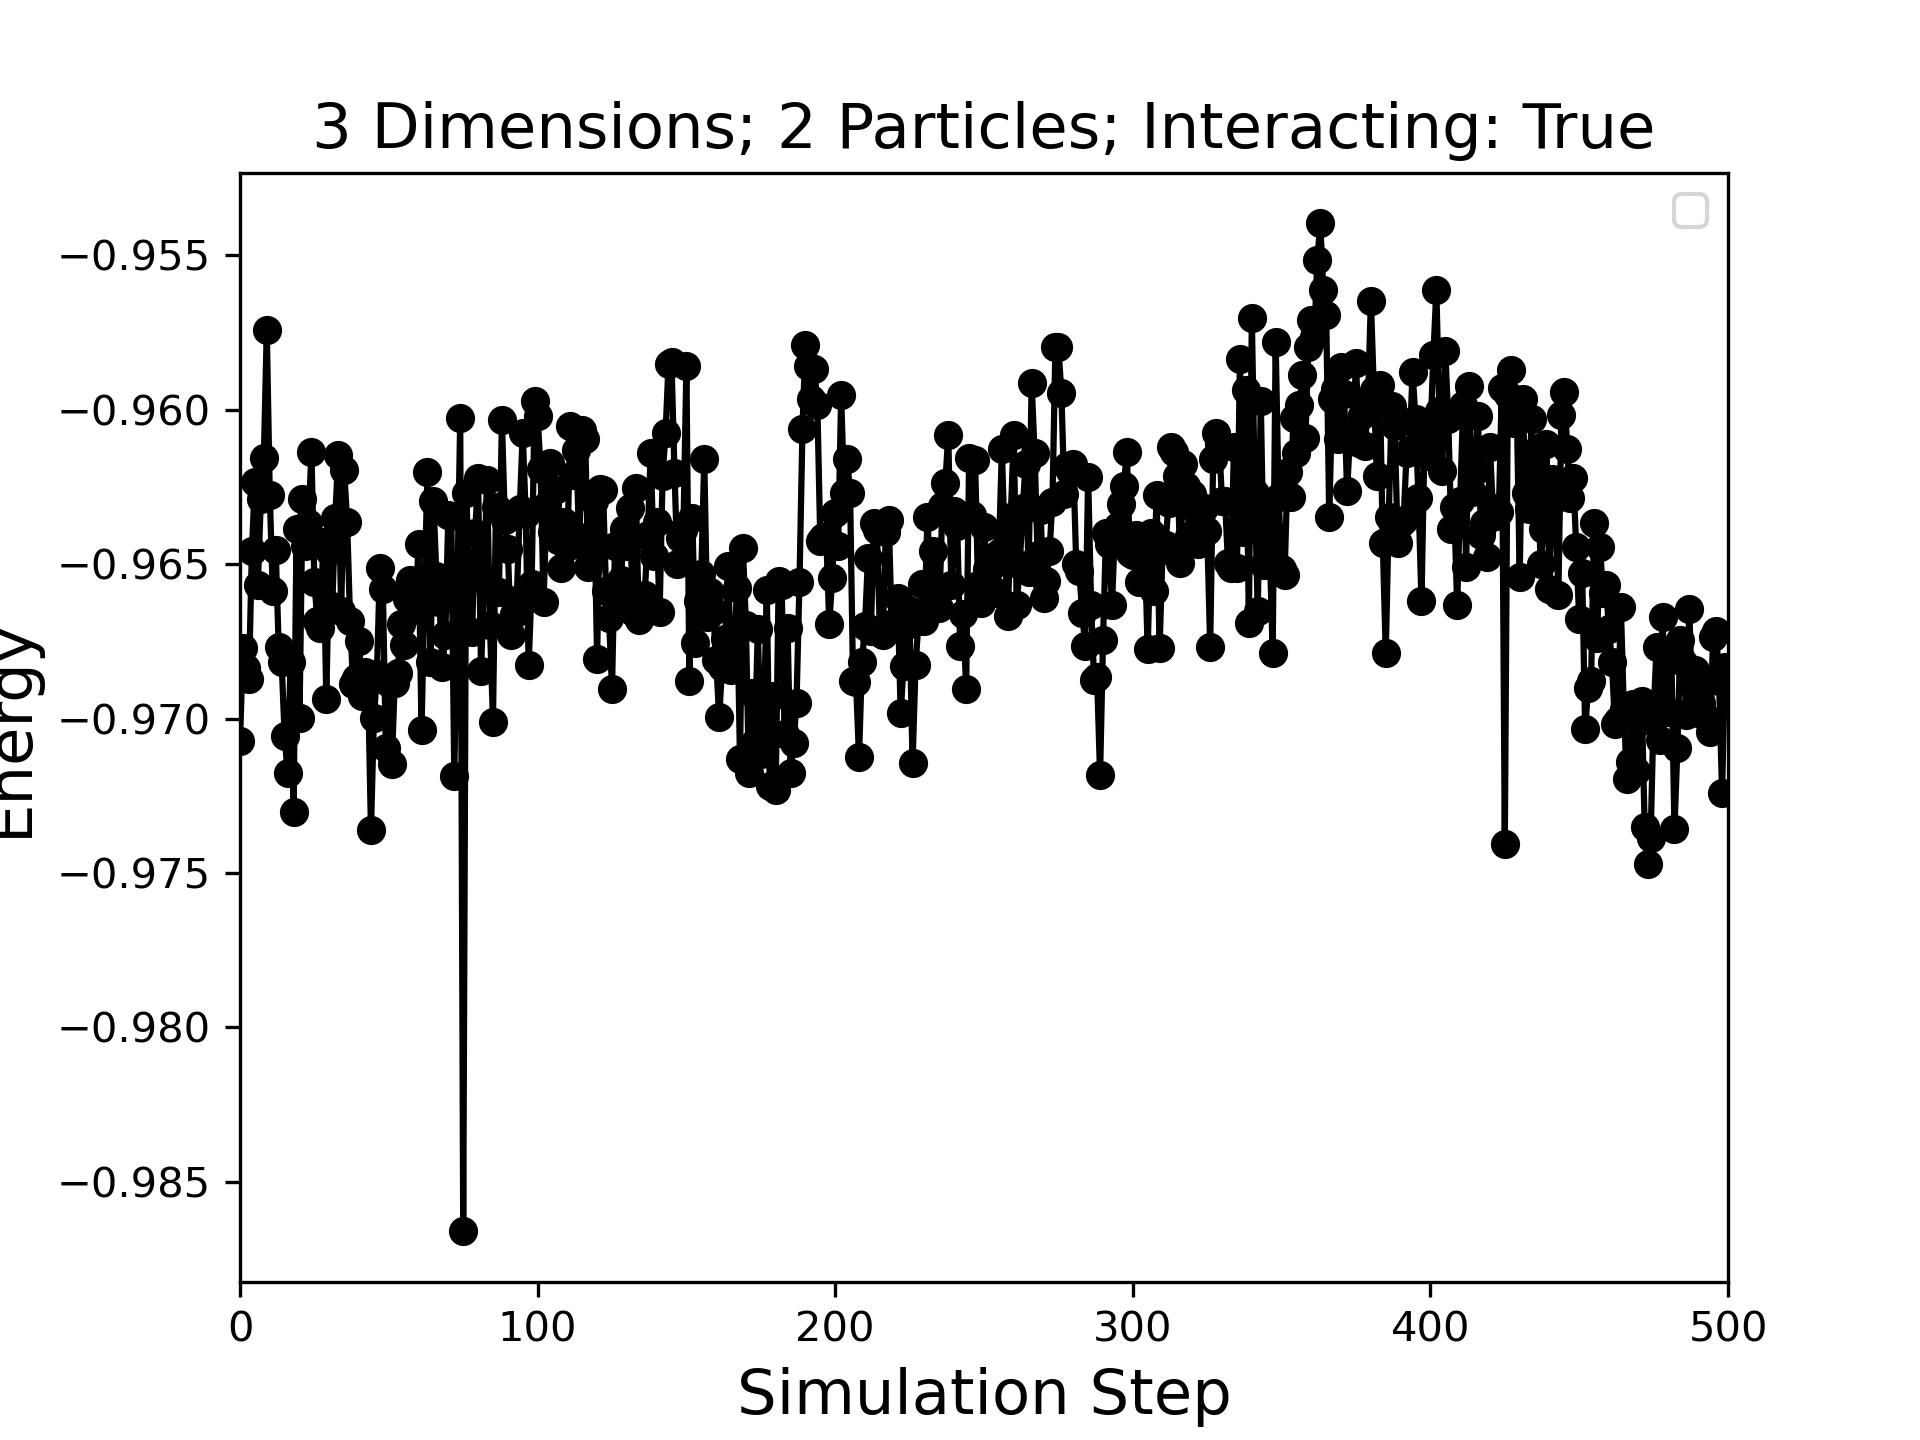 3 Dimensions; 2 Particles; Interacting: True
Energy
−0.955
−0.960
−0.965
−0.970
−0.975
−0.980
−0.985
0 100 200 300 400 500
Simulation Step